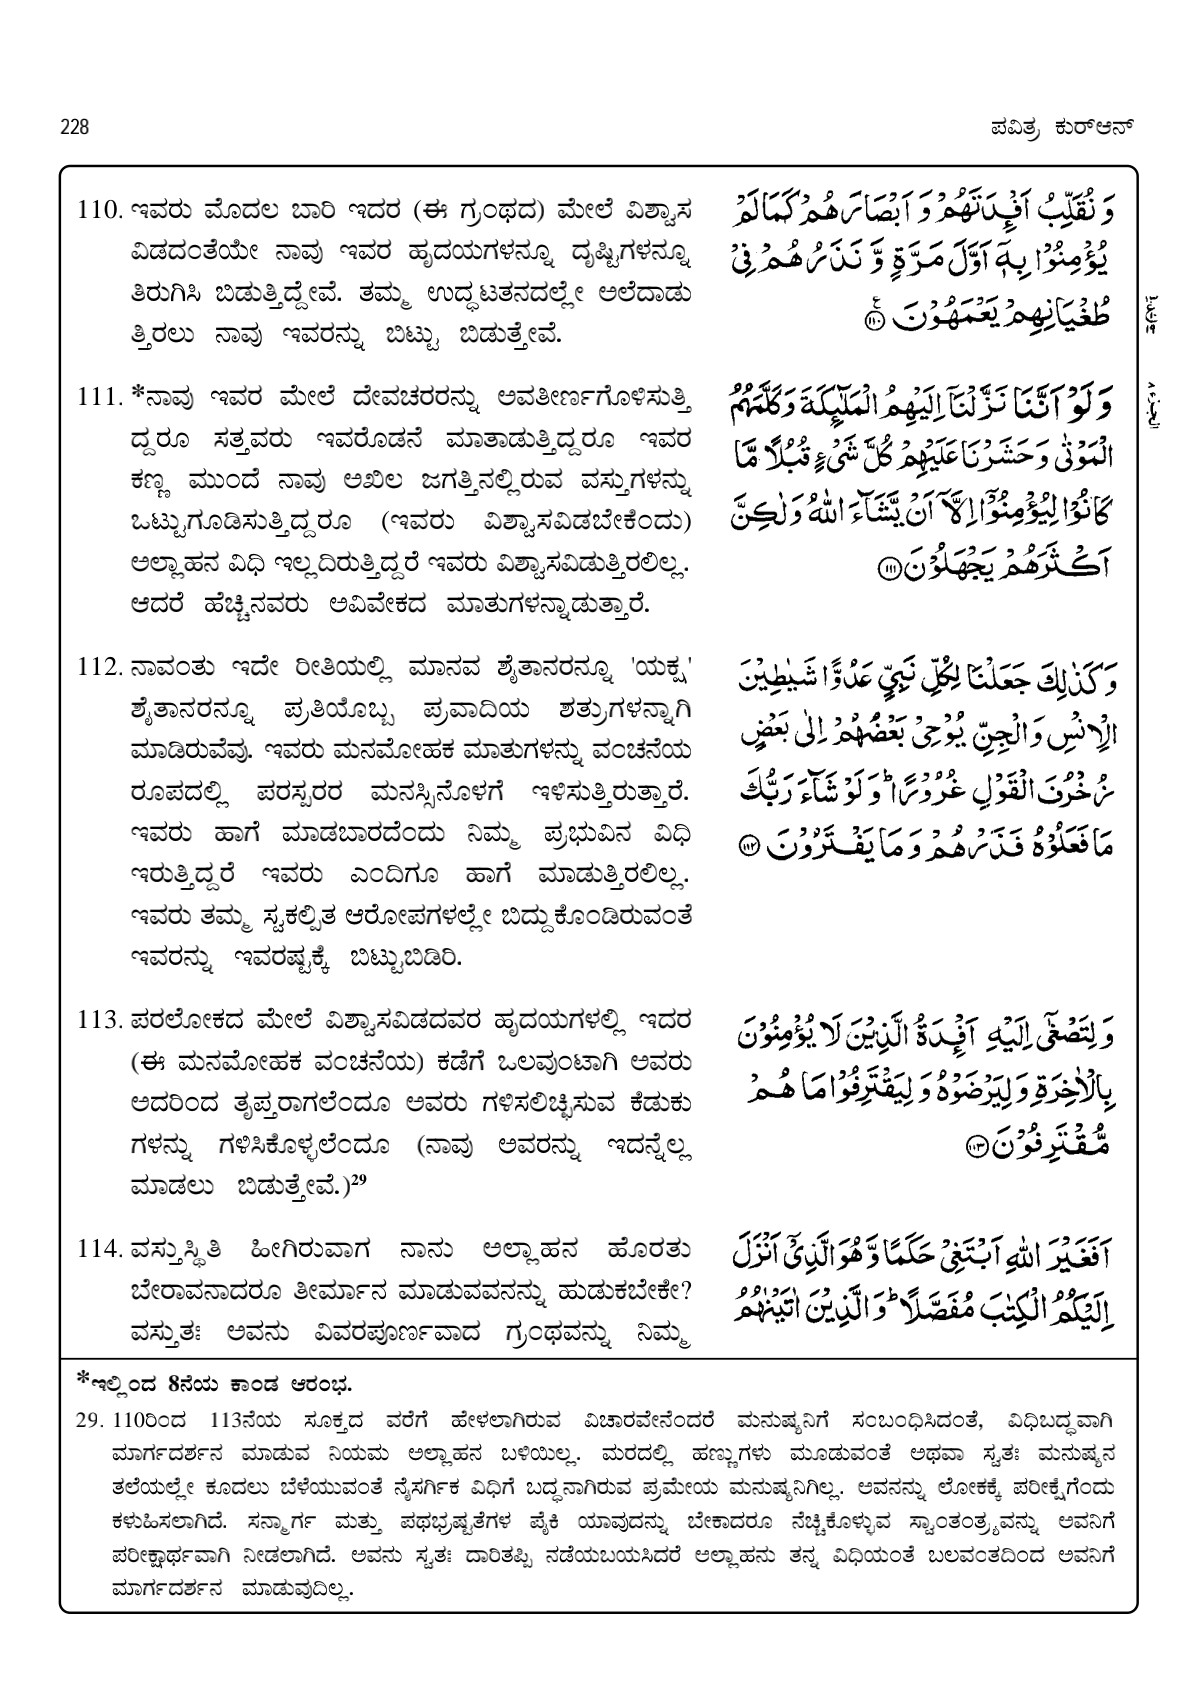 228
ಪವಿತ್ರ ಕುರ್‌ಆನ್
110. ಇವರು ಮೊದಲ ಬಾರಿ ಇದರ (ಈ ಗ್ರಂಥದ) ಮೇಲೆ ವಿಶ್ವಾಸ
ವಿಡದಂತೆಯೇ ನಾವು ಇವರ ಹೃದಯಗಳನ್ನೂ ದೃಷ್ಟಿಗಳನ್ನೂ
ತಿರುಗಿಸಿ ಬಿಡುತ್ತಿದ್ದೇವೆ. ತಮ್ಮ ಉದ್ಧಟತನದಲ್ಲೇ ಅಲೆದಾಡು
ತ್ತಿರಲು ನಾವು ಇವರನ್ನು ಬಿಟ್ಟು ಬಿಡುತ್ತೇವೆ.
وَ نُقَلِّبُ اَفْـِٕدَتَهُمْ وَ اَبْصَارَهُمْ كَمَا لَمْ
يُؤْمِنُوْا بِهٖۤ اَوَّلَ مَرَّةٍ وَّ نَذَرُهُمْ فِيْ
طُغْيَانِهِمْ يَعْمَهُوْنَ ۝۱۱۰
111. *ನಾವು ಇವರ ಮೇಲೆ ದೇವಚರರನ್ನು ಅವತೀರ್ಣಗೊಳಿಸುತ್ತಿ
ದ್ದರೂ ಸತ್ತವರು ಇವರೊಡನೆ ಮಾತಾಡುತ್ತಿದ್ದರೂ ಇವರ
ಕಣ್ಣ ಮುಂದೆ ನಾವು ಅಖಿಲ ಜಗತ್ತಿನಲ್ಲಿರುವ ವಸ್ತುಗಳನ್ನು
ಒಟ್ಟುಗೂಡಿಸುತ್ತಿದ್ದರೂ (ಇವರು ವಿಶ್ವಾಸವಿಡಬೇಕೆಂದು)
ಅಲ್ಲಾಹನ ವಿಧಿ ಇಲ್ಲದಿರುತ್ತಿದ್ದರೆ ಇವರು ವಿಶ್ವಾಸವಿಡುತ್ತಿರಲಿಲ್ಲ.
ಆದರೆ ಹೆಚ್ಚಿನವರು ಅವಿವೇಕದ ಮಾತುಗಳನ್ನಾಡುತ್ತಾರೆ.
وَ لَوْ اَنَّنَا نَزَّلْنَاۤ اِلَيْهِمُ الْمَلٰٓئِكَةَ وَ كَلَّمَهُمُ
الْمَوْتٰى وَ حَشَرْنَا عَلَيْهِمْ كُلَّ شَيْءٍ قُبُلًا مَّا
كَانُوْا لِيُؤْمِنُوْۤا اِلَّاۤ اَنْ يَّشَآءَ اللّٰهُ وَ لٰكِنَّ
اَكْثَرَهُمْ يَجْهَلُوْنَ ۝۱۱۱
112. ನಾವಂತು ಇದೇ ರೀತಿಯಲ್ಲಿ ಮಾನವ ಶೈತಾನರನ್ನೂ 'ಯಕ್ಷ'
ಶೈತಾನರನ್ನೂ ಪ್ರತಿಯೊಬ್ಬ ಪ್ರವಾದಿಯ ಶತ್ರುಗಳನ್ನಾಗಿ
ಮಾಡಿರುವೆವು. ಇವರು ಮನಮೋಹಕ ಮಾತುಗಳನ್ನು ವಂಚನೆಯ
ರೂಪದಲ್ಲಿ ಪರಸ್ಪರರ ಮನಸ್ಸಿನೊಳಗೆ ಇಳಿಸುತ್ತಿರುತ್ತಾರೆ.
ಇವರು ಹಾಗೆ ಮಾಡಬಾರದೆಂದು ನಿಮ್ಮ ಪ್ರಭುವಿನ ವಿಧಿ
ಇರುತ್ತಿದ್ದರೆ ಇವರು ಎಂದಿಗೂ ಹಾಗೆ ಮಾಡುತ್ತಿರಲಿಲ್ಲ.
ಇವರು ತಮ್ಮ ಸ್ವಕಲ್ಪಿತ ಆರೋಪಗಳಲ್ಲೇ ಬಿದ್ದುಕೊಂಡಿರುವಂತೆ
ಇವರನ್ನು ಇವರಷ್ಟಕ್ಕೆ ಬಿಟ್ಟುಬಿಡಿರಿ.
وَ كَذٰلِكَ جَعَلْنَا لِكُلِّ نَبِيٍّ عَدُوًّا شَيٰطِيْنَ
الْاِنْسِ وَ الْجِنِّ يُوْحِيْ بَعْضُهُمْ اِلٰى بَعْضٍ
زُخْرُفَ الْقَوْلِ غُرُوْرًا ؕ وَ لَوْ شَآءَ رَبُّكَ
مَا فَعَلُوْهُ فَذَرْهُمْ وَ مَا يَفْتَرُوْنَ ۝۱۱۲
113. ಪರಲೋಕದ ಮೇಲೆ ವಿಶ್ವಾಸವಿಡದವರ ಹೃದಯಗಳಲ್ಲಿ ಇದರ
(ಈ ಮನಮೋಹಕ ವಂಚನೆಯ) ಕಡೆಗೆ ಒಲವುಂಟಾಗಿ ಅವರು
ಅದರಿಂದ ತೃಪ್ತರಾಗಲೆಂದೂ ಅವರು ಗಳಿಸಲಿಚ್ಛಿಸುವ ಕೆಡುಕು
ಗಳನ್ನು ಗಳಿಸಿಕೊಳ್ಳಲೆಂದೂ (ನಾವು ಅವರನ್ನು ಇದನ್ನೆಲ್ಲ
ಮಾಡಲು ಬಿಡುತ್ತೇವೆ.)29
وَ لِتَصْغٰۤى اِلَيْهِ اَفْـِٕدَةُ الَّذِيْنَ لَا يُؤْمِنُوْنَ
بِالْاٰخِرَةِ وَ لِيَرْضَوْهُ وَ لِيَقْتَرِفُوْا مَا هُمْ
مُّقْتَرِفُوْنَ ۝۱۱۳
114. ವಸ್ತುಸ್ಥಿತಿ ಹೀಗಿರುವಾಗ ನಾನು ಅಲ್ಲಾಹನ ಹೊರತು
ಬೇರಾವನಾದರೂ ತೀರ್ಮಾನ ಮಾಡುವವನನ್ನು ಹುಡುಕಬೇಕೇ?
ವಸ್ತುತಃ ಅವನು ವಿವರಪೂರ್ಣವಾದ ಗ್ರಂಥವನ್ನು ನಿಮ್ಮ
اَفَغَيْرَ اللّٰهِ اَبْتَغِيْ حَكَمًا وَّ هُوَ الَّذِيْۤ اَنْزَلَ
اِلَيْكُمُ الْكِتٰبَ مُفَصَّلًا ؕ وَ الَّذِيْنَ اٰتَيْنٰهُمُ
*ಇಲ್ಲಿಂದ 8ನೆಯ ಕಾಂಡ ಆರಂಭ.
29. 110ರಿಂದ 113ನೆಯ ಸೂಕ್ತದ ವರೆಗೆ ಹೇಳಲಾಗಿರುವ ವಿಚಾರವೇನೆಂದರೆ ಮನುಷ್ಯನಿಗೆ ಸಂಬಂಧಿಸಿದಂತೆ, ವಿಧಿಬದ್ಧವಾಗಿ
ಮಾರ್ಗದರ್ಶನ ಮಾಡುವ ನಿಯಮ ಅಲ್ಲಾಹನ ಬಳಿಯಿಲ್ಲ. ಮರದಲ್ಲಿ ಹಣ್ಣುಗಳು ಮೂಡುವಂತೆ ಅಥವಾ ಸ್ವತಃ ಮನುಷ್ಯನ
ತಲೆಯಲ್ಲೇ ಕೂದಲು ಬೆಳೆಯುವಂತೆ ನೈಸರ್ಗಿಕ ವಿಧಿಗೆ ಬದ್ಧನಾಗಿರುವ ಪ್ರಮೇಯ ಮನುಷ್ಯನಿಗಿಲ್ಲ. ಅವನನ್ನು ಲೋಕಕ್ಕೆ ಪರೀಕ್ಷೆಗೆಂದು
ಕಳುಹಿಸಲಾಗಿದೆ. ಸನ್ಮಾರ್ಗ ಮತ್ತು ಪಥಭ್ರಷ್ಟತೆಗಳ ಪೈಕಿ ಯಾವುದನ್ನು ಬೇಕಾದರೂ ನೆಚ್ಚಿಕೊಳ್ಳುವ ಸ್ವಾಂತಂತ್ರ್ಯವನ್ನು ಅವನಿಗೆ
ಪರೀಕ್ಷಾರ್ಥವಾಗಿ ನೀಡಲಾಗಿದೆ. ಅವನು ಸ್ವತಃ ದಾರಿತಪ್ಪಿ ನಡೆಯಬಯಸಿದರೆ ಅಲ್ಲಾಹನು ತನ್ನ ವಿಧಿಯಂತೆ ಬಲವಂತದಿಂದ ಅವನಿಗೆ
ಮಾರ್ಗದರ್ಶನ ಮಾಡುವುದಿಲ್ಲ.